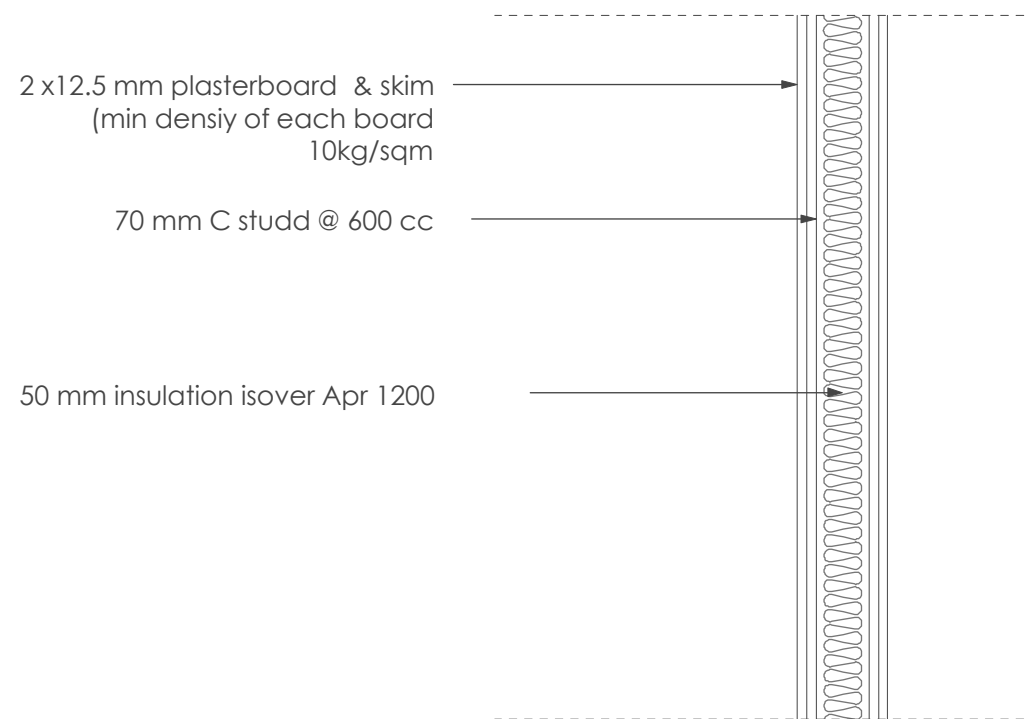 2 x12.5 mm plasterboard & skim
(min densiy of each board
10kg/sqm
70 mm C studd @ 600 cc
50 mm insulation isover Apr 1200